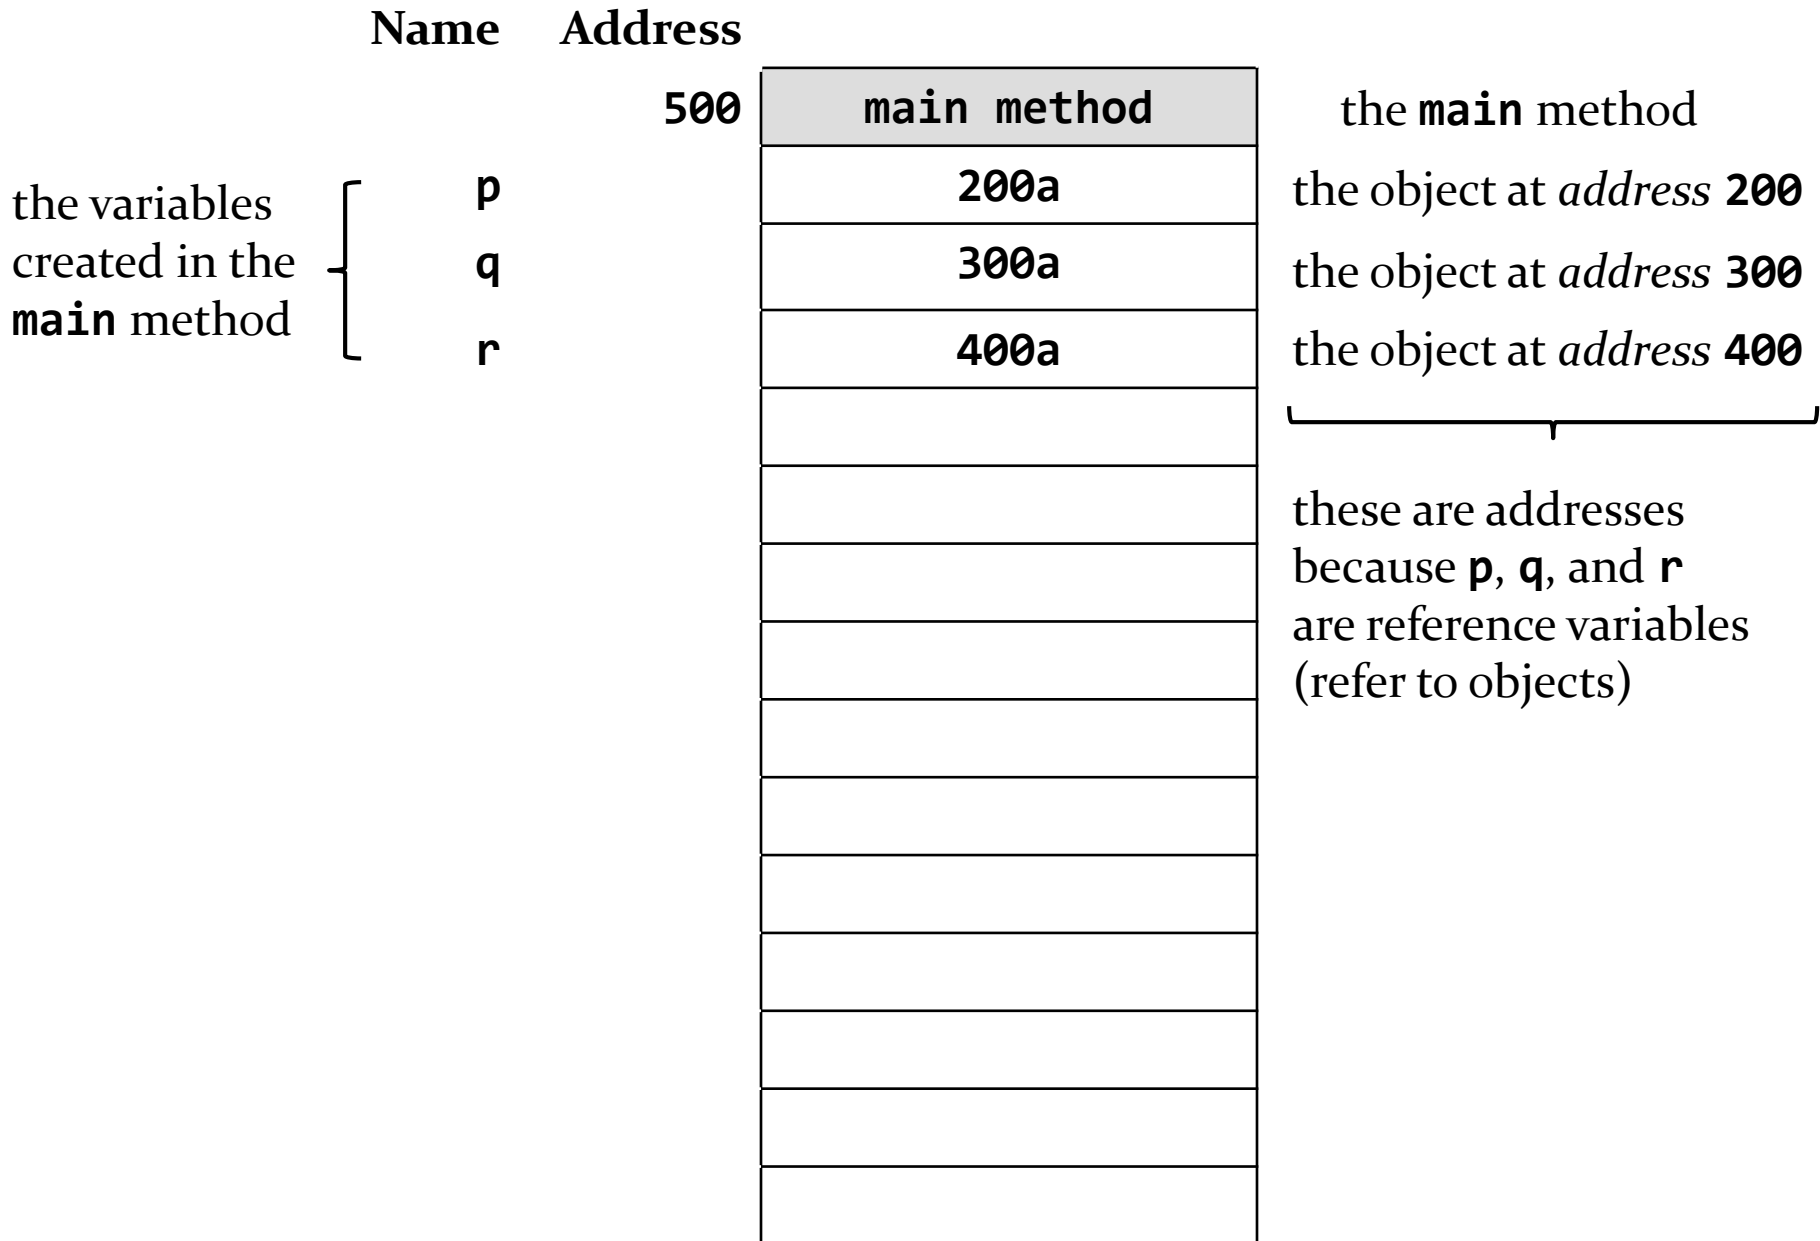 Name Address
500 main method the main method
the variables
created in the
main method
p 200a the object at address 200
q 300a the object at address 300
r 400a the object at address 400
these are addresses
because p, q, and r
are reference variables
(refer to objects)